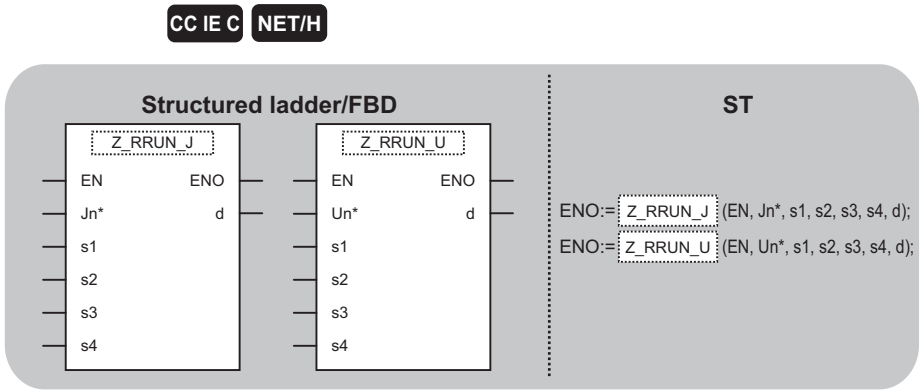 CC IE C NET/H
Structured ladder/FBD
Z_RRUN_J
EN ENO
Jn* d
s1
s2
s3
s4
Z_RRUN_U
EN ENO
Un* d
s1
s2
s3
s4
ST
ENO:= Z_RRUN_J (EN, Jn*, s1, s2, s3, s4, d);
ENO:= Z_RRUN_U (EN, Un*, s1, s2, s3, s4, d);